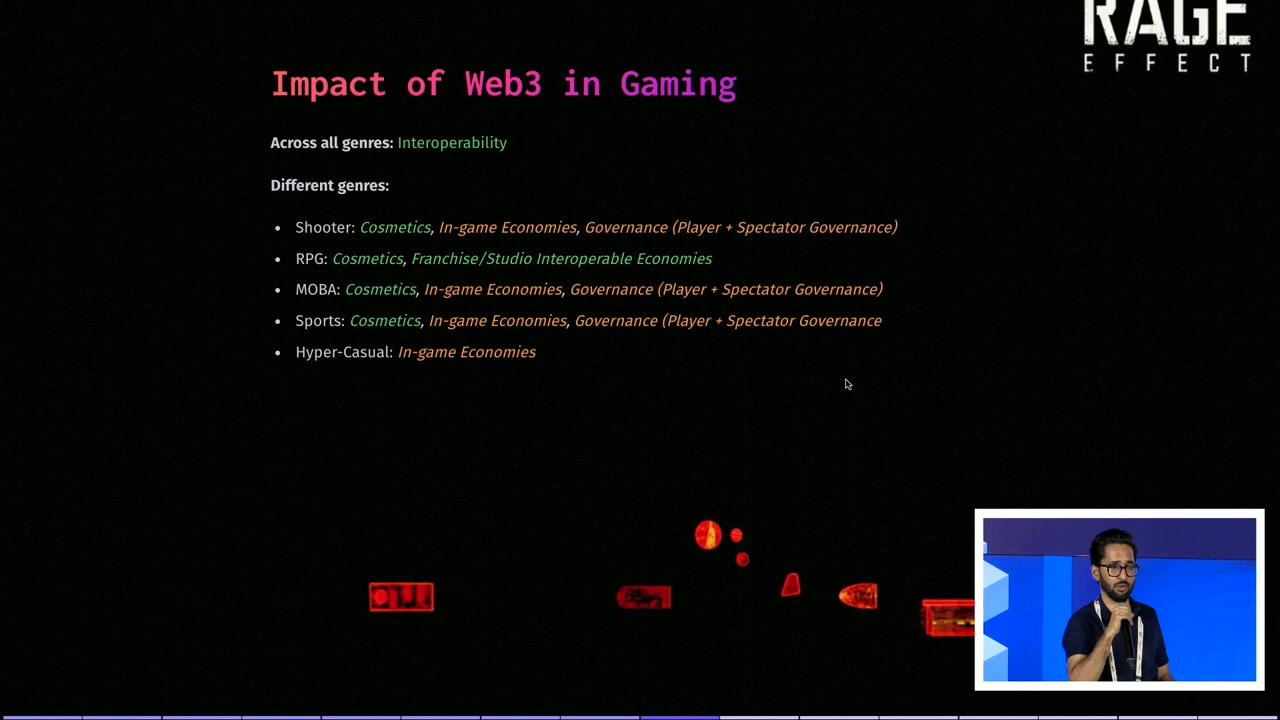 RAGE
EFFECT
Impact of Web3 in Gaming
Across all genres: Interoperability
Different genres:
• Shooter: Cosmetics, In-game Economies, Governance (Player + Spectator Governance)
• RPG: Cosmetics, Franchise/Studio Interoperable Economies
• MOBA: Cosmetics, In-game Economies, Governance (Player + Spectator Governance)
• Sports: Cosmetics, In-game Economies, Governance (Player + Spectator Governance
• Hyper-Casual: In-game Economies